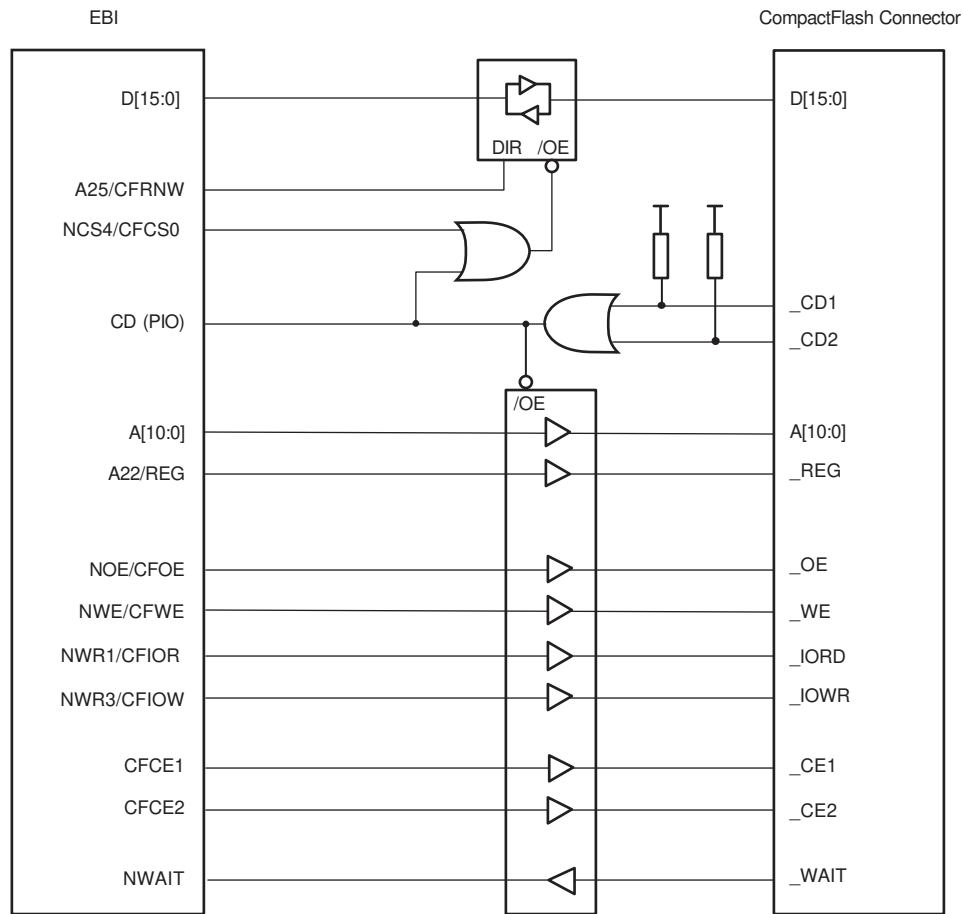 EBI
CompactFlash Connector
D[15:0]
D[15:0]
DIR /OE
A25/CFRNW
NCS4/CFCS0
_CD1
CD (PIO)
_CD2
/OE
A[10:0]
A[10:0]
A22/REG
_REG
NOE/CFOE
_OE
NWE/CFWE
_WE
NWR1/CFIOR
_IORD
NWR3/CFIOW
_IOWR
CFCE1
_CE1
CFCE2
_CE2
NWAIT
_WAIT